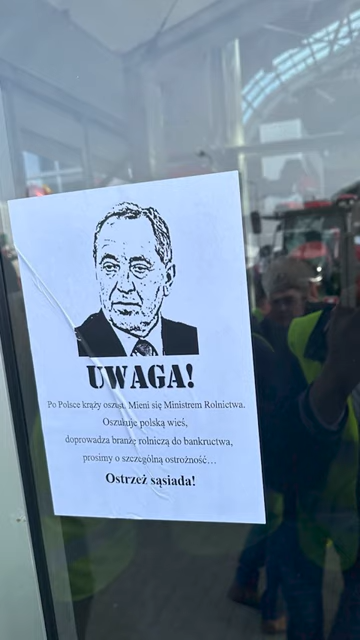 UWAGA!
Po Polsce krąży oszust. Mieni się Ministrem Rolnictwa.
Oszukuje polską wieś,
doprowadza branżę rolniczą do bankructwa,
prosimy o szczególną ostrożność…
Ostrzeż sąsiada!